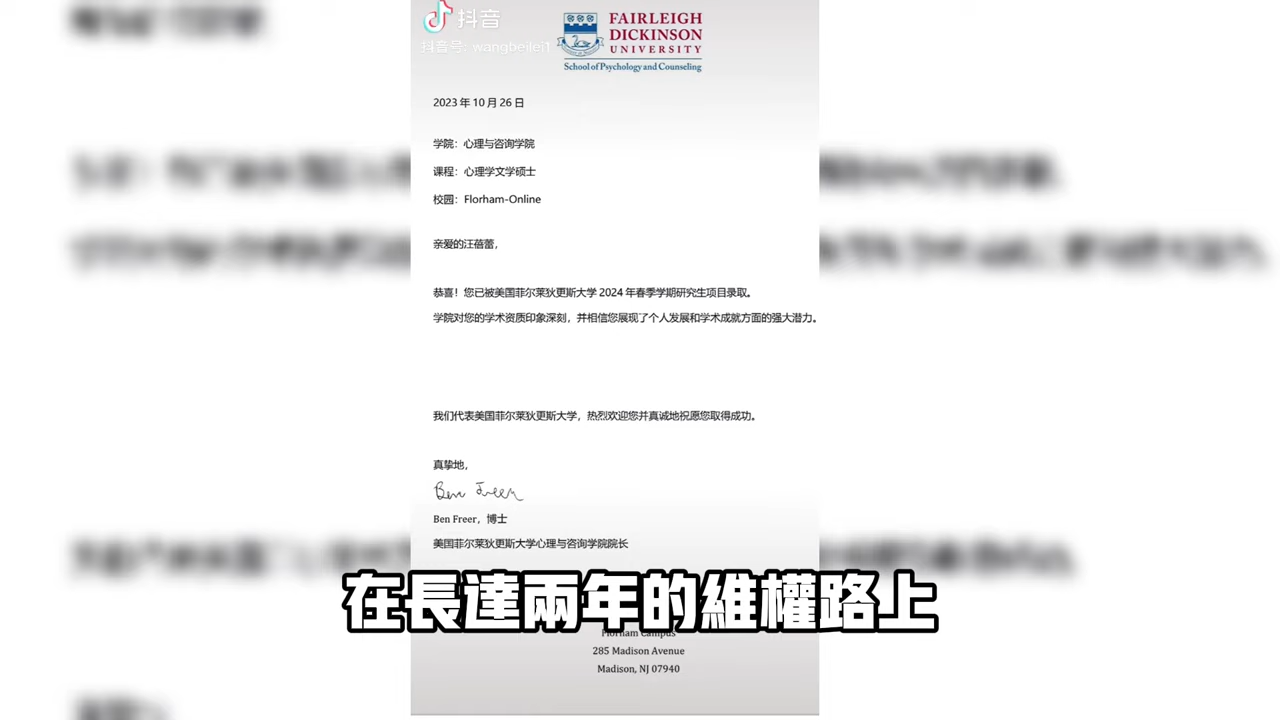 抖音
抖音号: wangbeilei1
FAIRLEIGH
DICKINSON
UNIVERSITY
School of Psychology and Counseling
2023 年 10 月 26 日
学院：心理与咨询学院
课程：心理学文学硕士
校园：Florham-Online
亲爱的汪蓓蕾，
恭喜！您已被美国菲尔莱狄更斯大学 2024 年春季学期研究生项目录取。
学院对您的学术资质印象深刻，并相信您展现了个人发展和学术成就方面的强大潜力。
我们代表美国菲尔莱狄更斯大学，热烈欢迎您并真诚地祝愿您取得成功。
真挚地，
Ben Freer
Ben Freer，博士
美国菲尔莱狄更斯大学心理与咨询学院院长
在長達兩年的維權路上
Florham Campus
285 Madison Avenue
Madison, NJ 07940